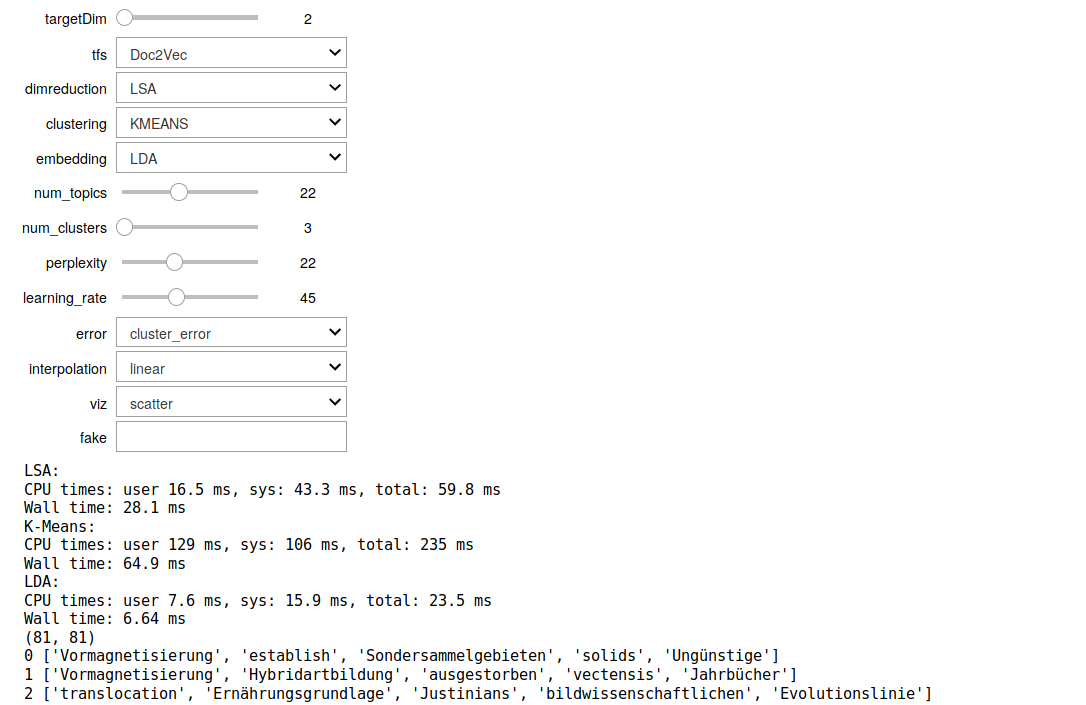 targetDim 2
tfs Doc2Vec
dimreduction LSA
clustering KMEANS
embedding LDA
num_topics 22
num_clusters 3
perplexity 22
learning_rate 45
error cluster_error
interpolation linear
viz scatter
fake
LSA:
CPU times: user 16.5 ms, sys: 43.3 ms, total: 59.8 ms
Wall time: 28.1 ms
K-Means:
CPU times: user 129 ms, sys: 106 ms, total: 235 ms
Wall time: 64.9 ms
LDA:
CPU times: user 7.6 ms, sys: 15.9 ms, total: 23.5 ms
Wall time: 6.64 ms
(81, 81)
0 ['Vormagnetisierung', 'establish', 'Sondersammelgebieten', 'solids', 'Ungünstige']
1 ['Vormagnetisierung', 'Hybridartbildung', 'ausgestorben', 'vectensis', 'Jahrbücher']
2 ['translocation', 'Ernährungsgrundlage', 'Justinians', 'bildwissenschaftlichen', 'Evolutionslinie']